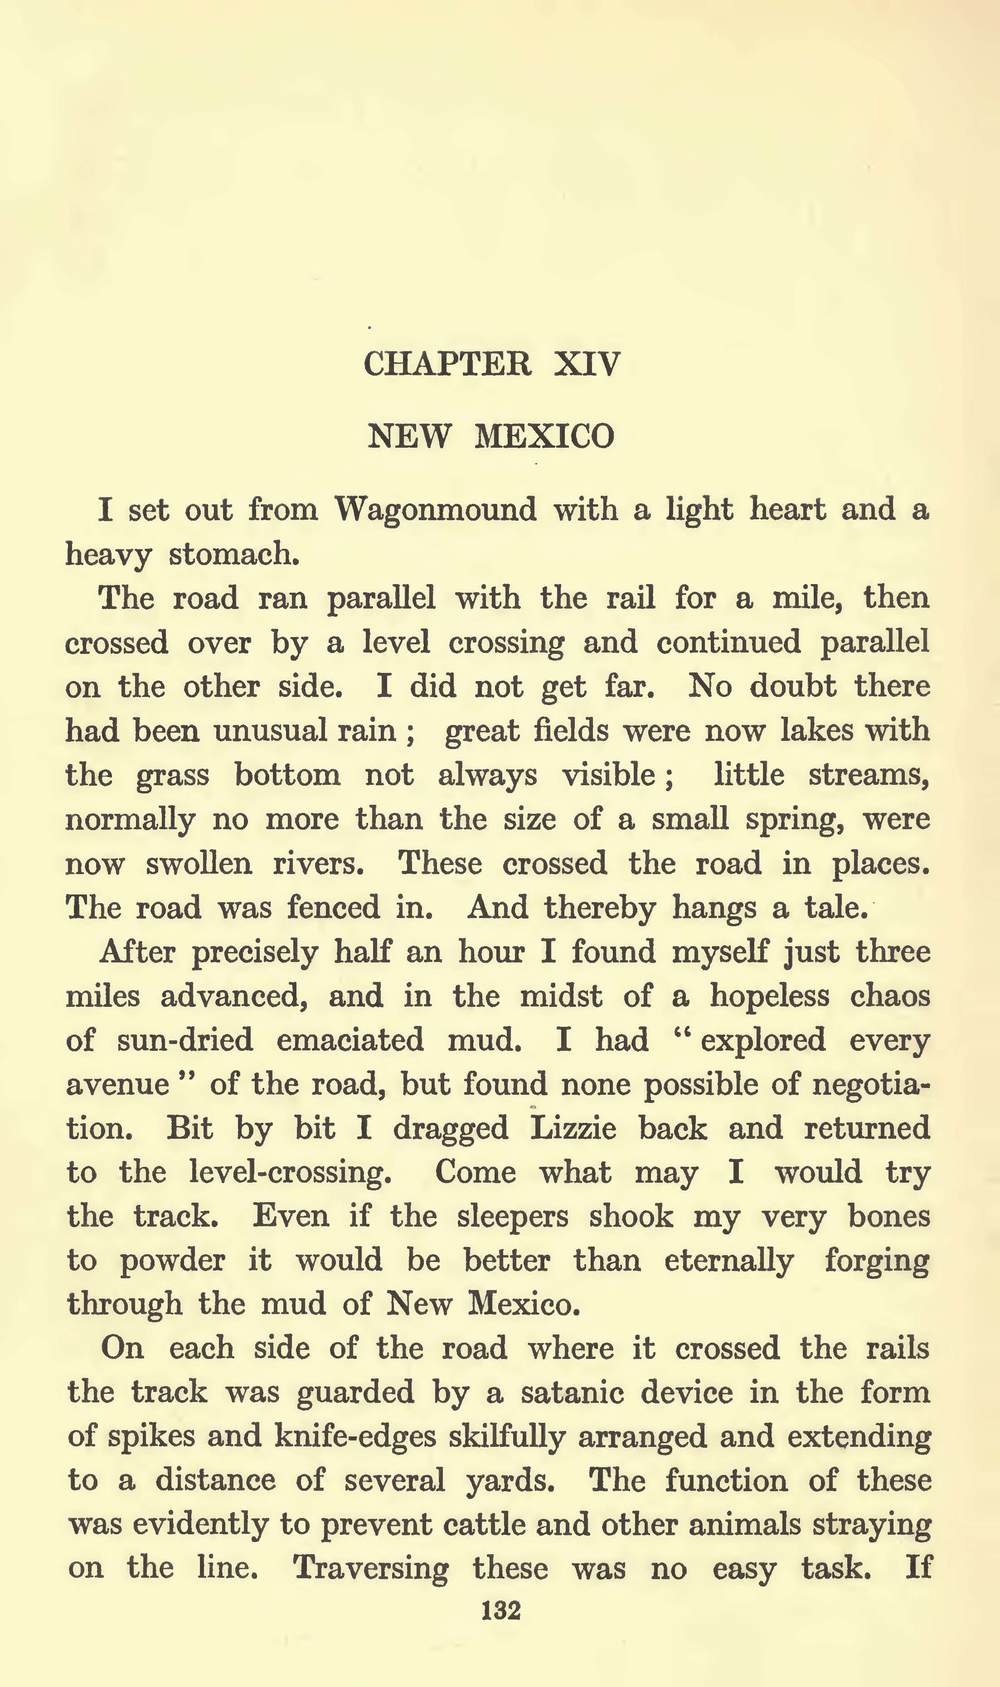 CHAPTER XIV
NEW MEXICO
I set out from Wagonmound with a light heart and a
heavy stomach.
The road ran parallel with the rail for a mile, then
crossed over by a level crossing and continued parallel
on the other side. I did not get far. No doubt there
had been unusual rain ; great fields were now lakes with
the grass bottom not always visible ; little streams,
normally no more than the size of a small spring, were
now swollen rivers. These crossed the road in places.
The road was fenced in. And thereby hangs a tale.
After precisely half an hour I found myself just three
miles advanced, and in the midst of a hopeless chaos
of sun-dried emaciated mud. I had “ explored every
avenue ” of the road, but found none possible of negotia-
tion. Bit by bit I dragged Lizzie back and returned
to the level-crossing. Come what may I would try
the track. Even if the sleepers shook my very bones
to powder it would be better than eternally forging
through the mud of New Mexico.
On each side of the road where it crossed the rails
the track was guarded by a satanic device in the form
of spikes and knife-edges skilfully arranged and extending
to a distance of several yards. The function of these
was evidently to prevent cattle and other animals straying
on the line. Traversing these was no easy task. If
132